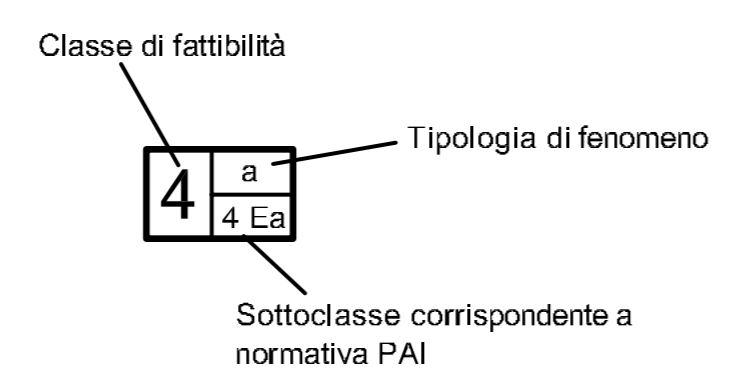 Classe di fattibilità
Tipologia di fenomeno
4
a
4 Ea
Sottoclasse corrispondente a
normativa PAI